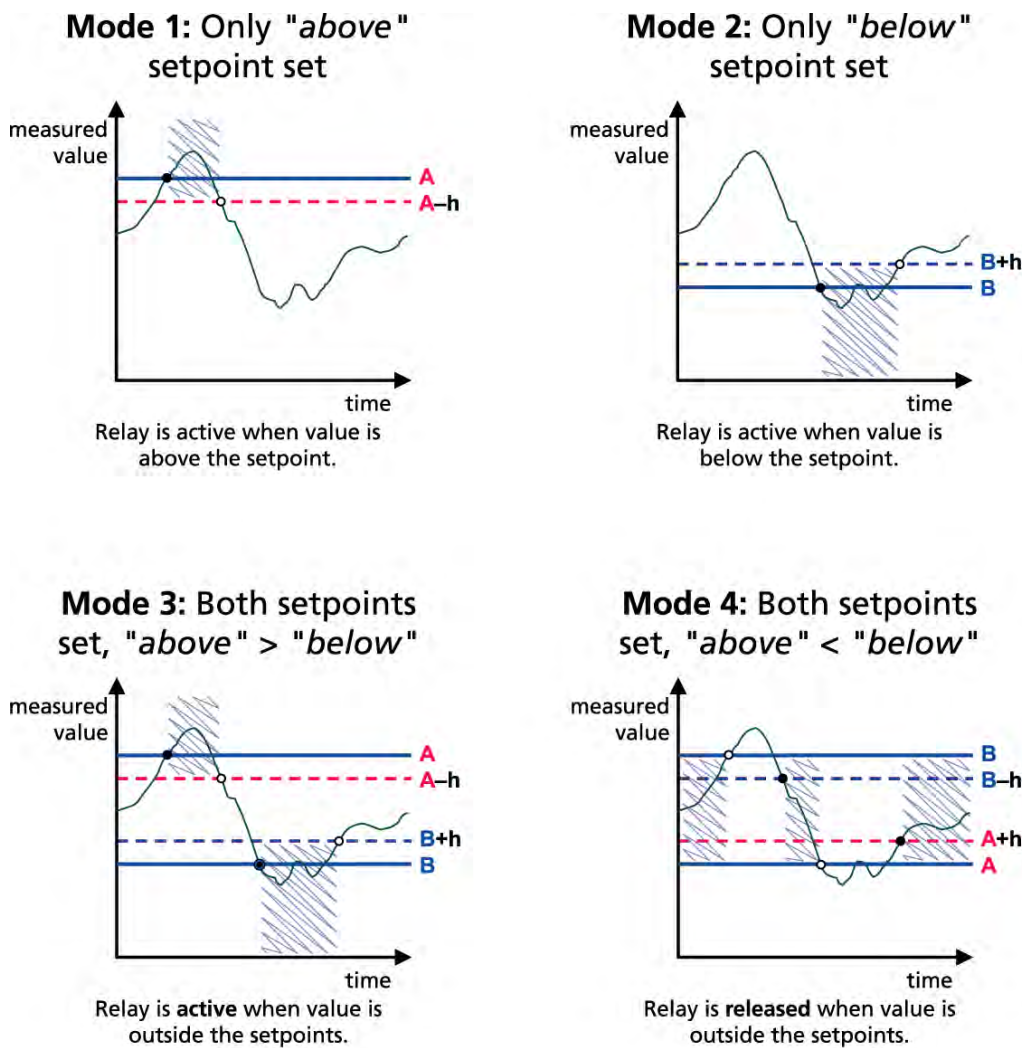 Mode 1: Only "above"
setpoint set
measured
value
A
A–h
time
Relay is active when value is
above the setpoint.
Mode 2: Only "below"
setpoint set
measured
value
B+h
B
time
Relay is active when value is
below the setpoint.
Mode 3: Both setpoints
set, "above" > "below"
measured
value
A
A–h
B+h
B
time
Relay is active when value is
outside the setpoints.
Mode 4: Both setpoints
set, "above" < "below"
measured
value
B
B–h
A+h
A
time
Relay is released when value is
outside the setpoints.